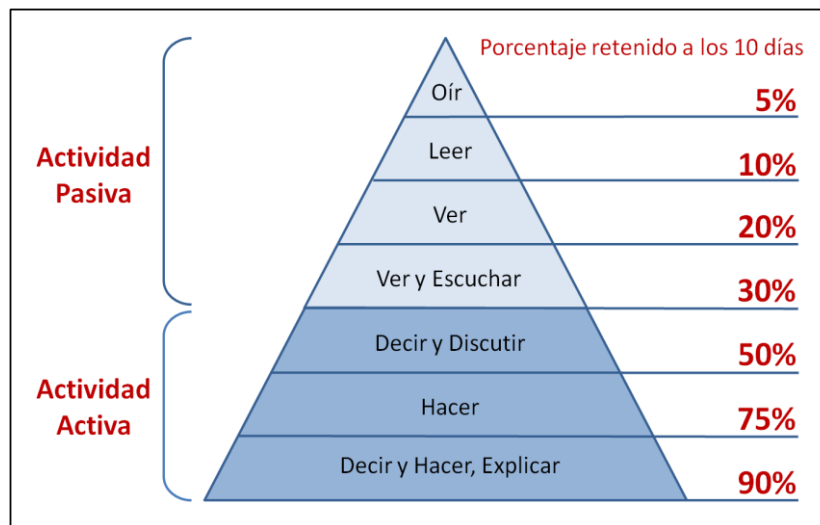 Porcentaje retenido a los 10 días
Oír
5%
Actividad
Pasiva
Leer
10%
Ver
20%
Ver y Escuchar
30%
Actividad
Activa
Decir y Discutir
50%
Hacer
75%
Decir y Hacer, Explicar
90%